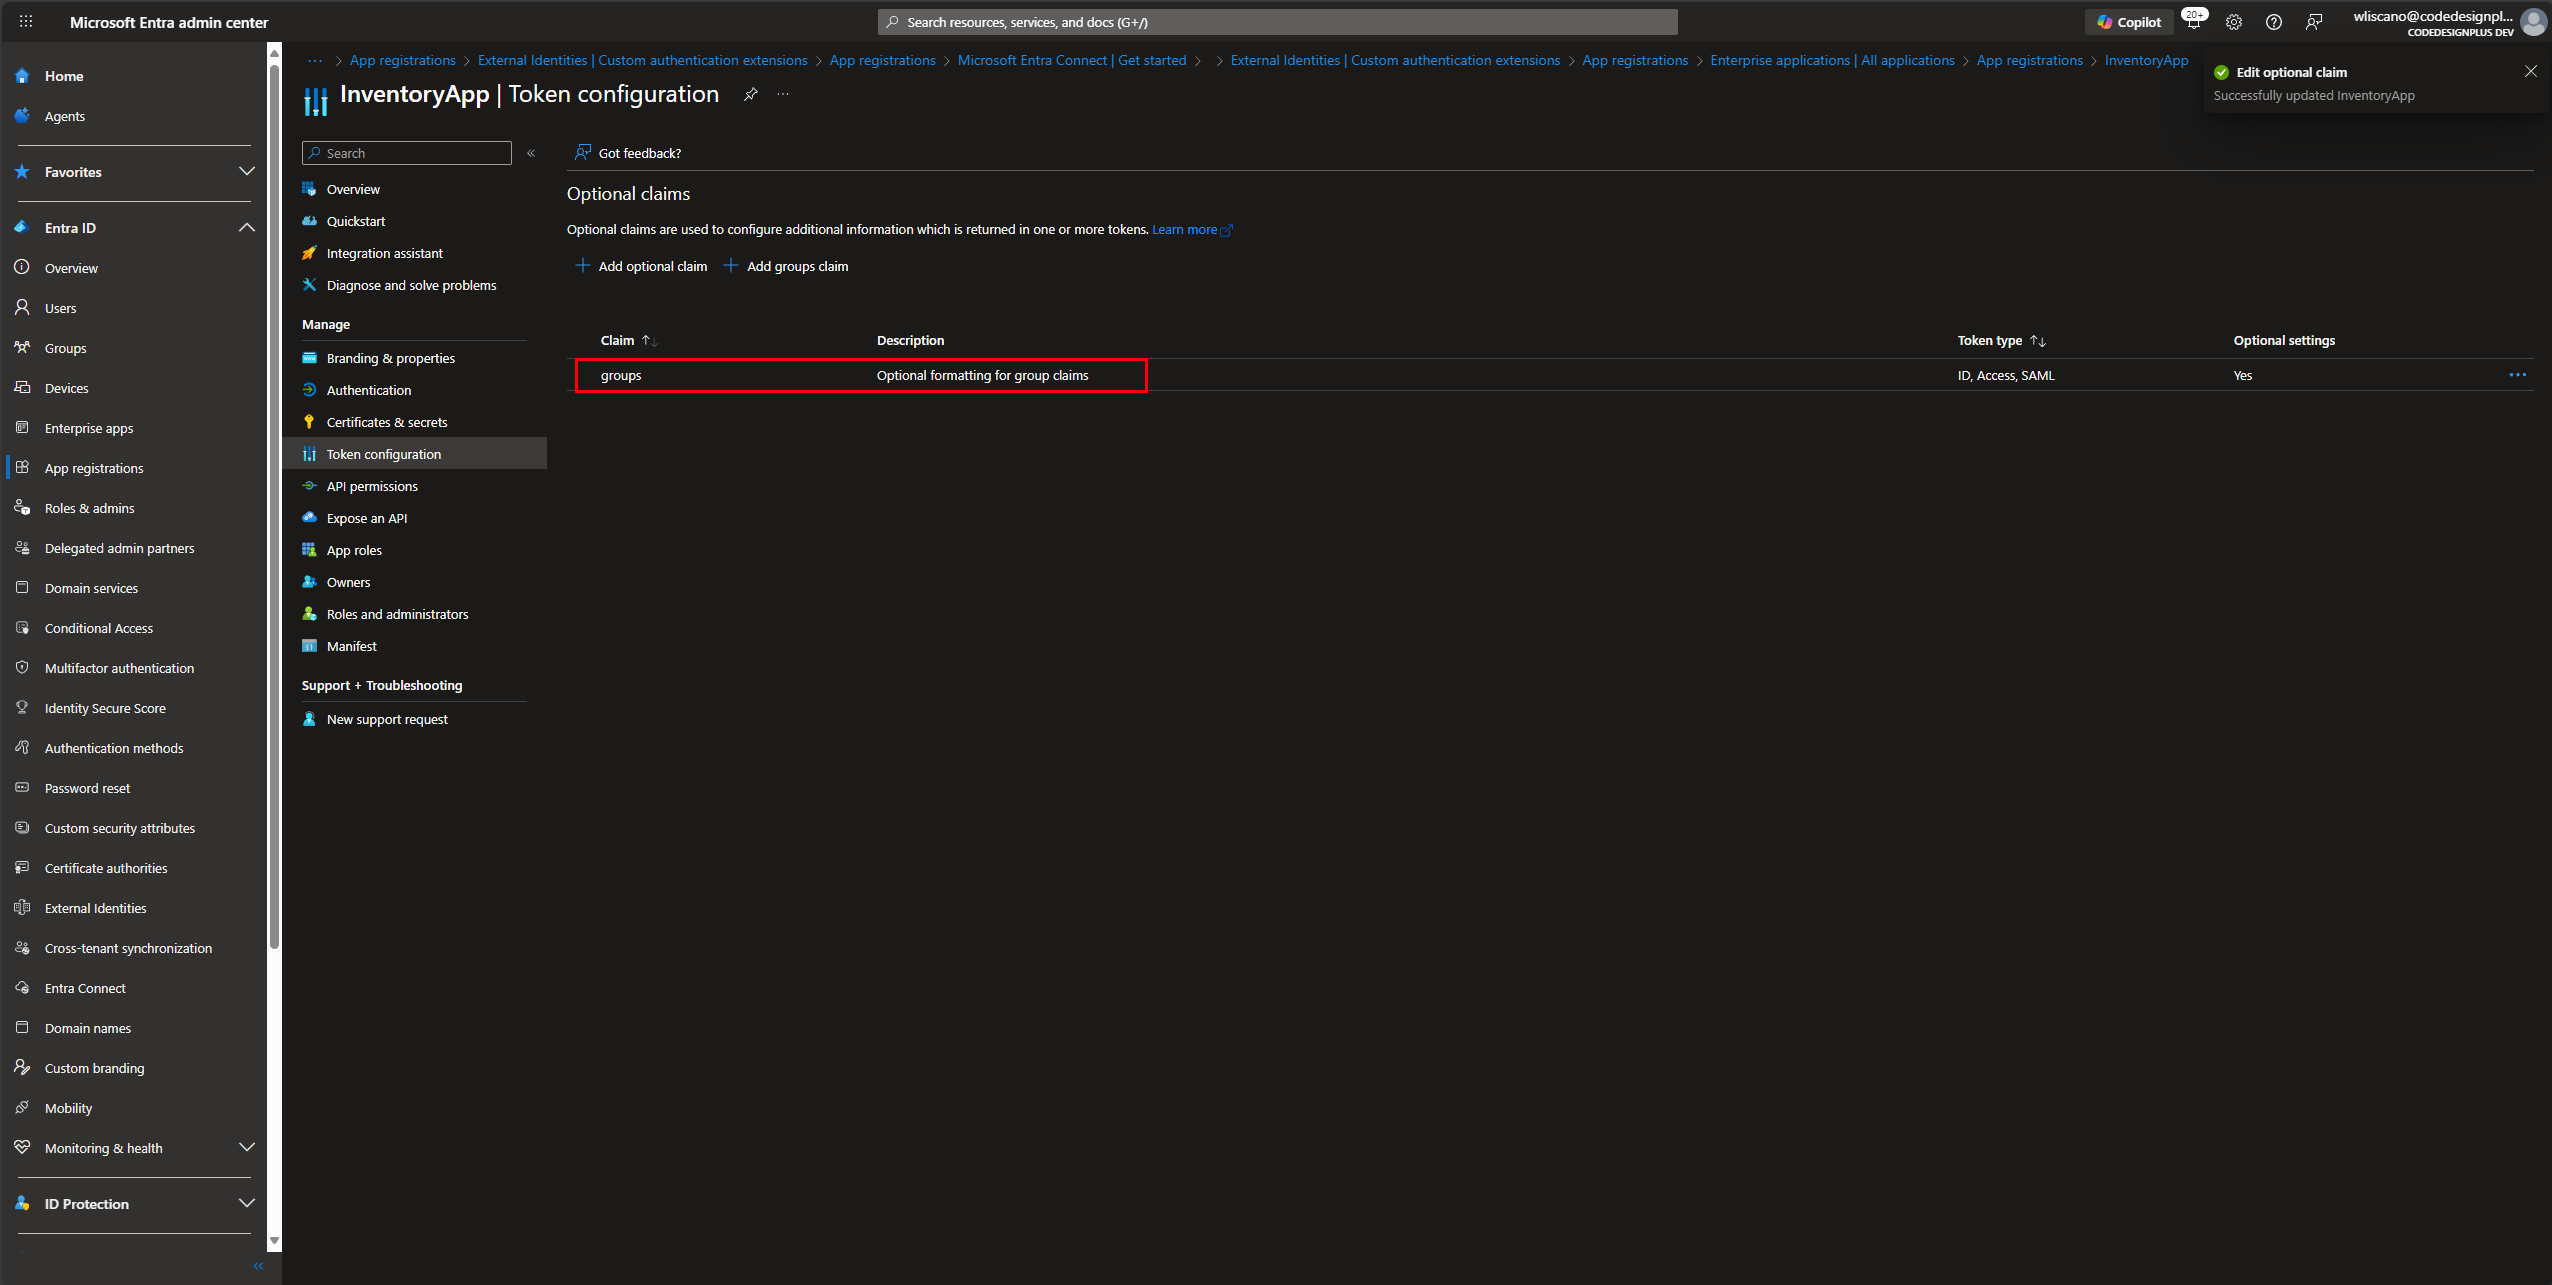 Microsoft Entra admin center
Search resources, services, and docs (G+/)
Copilot
20+
wliscano@codedesignpl...
CODEDESIGNPLUS DEV
Home
Agents
Favorites
Entra ID
Overview
Users
Groups
Devices
Enterprise apps
App registrations
Roles & admins
Delegated admin partners
Domain services
Conditional Access
Multifactor authentication
Identity Secure Score
Authentication methods
Password reset
Custom security attributes
Certificate authorities
External Identities
Cross-tenant synchronization
Entra Connect
Domain names
Custom branding
Mobility
Monitoring & health
ID Protection
... > App registrations > External Identities | Custom authentication extensions > App registrations > Microsoft Entra Connect | Get started > > External Identities | Custom authentication extensions > App registrations > Enterprise applications | All applications > App registrations > InventoryApp
InventoryApp | Token configuration
Edit optional claim
Successfully updated InventoryApp
Search
Overview
Quickstart
Integration assistant
Diagnose and solve problems
Manage
Branding & properties
Authentication
Certificates & secrets
Token configuration
API permissions
Expose an API
App roles
Owners
Roles and administrators
Manifest
Support + Troubleshooting
New support request
Got feedback?
Optional claims
Optional claims are used to configure additional information which is returned in one or more tokens. Learn more
Add optional claim Add groups claim
Claim Description Token type Optional settings
groups Optional formatting for group claims ID, Access, SAML Yes